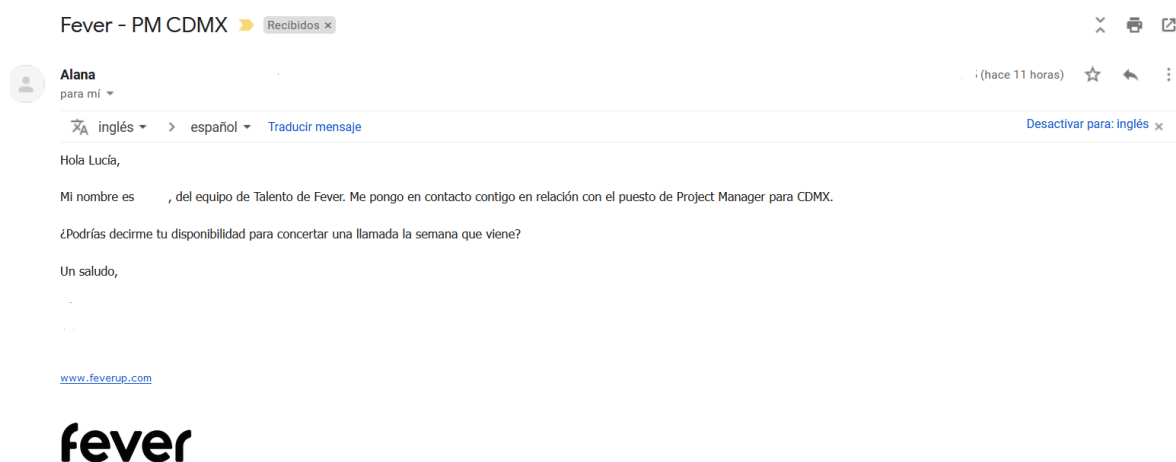 Fever - PM CDMX Recibidos ×
Alana (hace 11 horas)
para mí
inglés > español Traducir mensaje Desactivar para: inglés ×
Hola Lucía,
Mi nombre es , del equipo de Talento de Fever. Me pongo en contacto contigo en relación con el puesto de Project Manager para CDMX.
¿Podrías decirme tu disponibilidad para concertar una llamada la semana que viene?
Un saludo,
www.feverup.com
fever